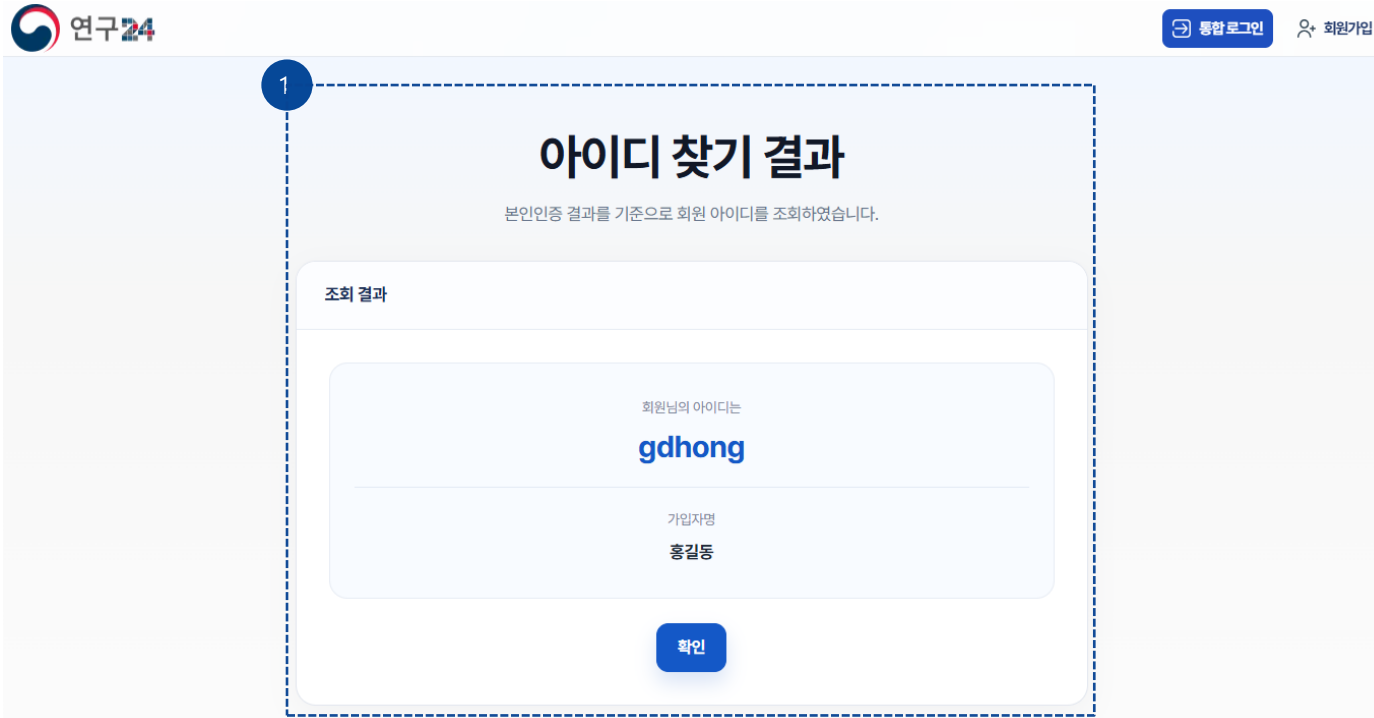 연구24
통합로그인
회원가입
1
아이디 찾기 결과
본인인증 결과를 기준으로 회원 아이디를 조회하였습니다.
조회 결과
회원님의 아이디는
gdhong
가입자명
홍길동
확인